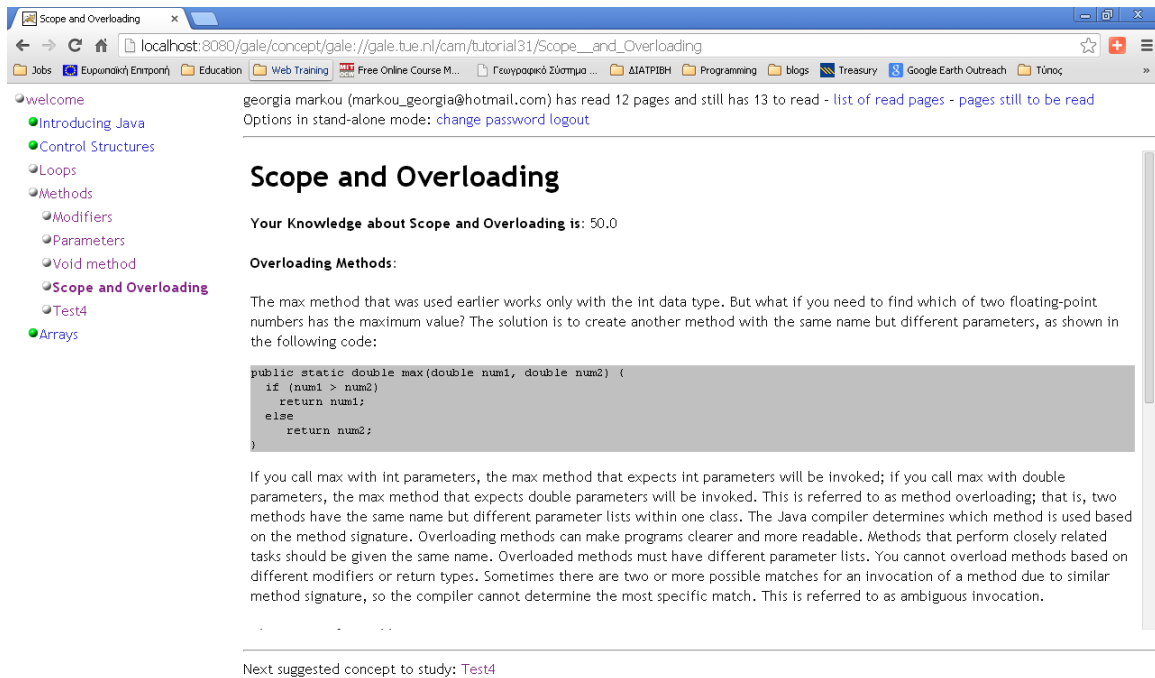 Scope and Overloading
localhost:8080/gale/concept/gale://gale.tue.nl/cam/tutorial31/Scope__and_Overloading
Jobs Ευρωπαϊκή Επιτροπή Education Web Training Free Online Course M... Γεωγραφικό Σύστημα ... ΔΙΑΤΡΙΒΗ Programming blogs Treasury Google Earth Outreach Τύπος »
welcome
Introducing Java
Control Structures
Loops
Methods
Modifiers
Parameters
Void method
Scope and Overloading
Test4
Arrays
georgia markou (markou_georgia@hotmail.com) has read 12 pages and still has 13 to read - list of read pages - pages still to be read
Options in stand-alone mode: change password logout
Scope and Overloading
Your Knowledge about Scope and Overloading is: 50.0
Overloading Methods:
The max method that was used earlier works only with the int data type. But what if you need to find which of two floating-point
numbers has the maximum value? The solution is to create another method with the same name but different parameters, as shown in
the following code:
public static double max(double num1, double num2) {
if (num1 > num2)
return num1;
else
return num2;
}
If you call max with int parameters, the max method that expects int parameters will be invoked; if you call max with double
parameters, the max method that expects double parameters will be invoked. This is referred to as method overloading; that is, two
methods have the same name but different parameter lists within one class. The Java compiler determines which method is used based
on the method signature. Overloading methods can make programs clearer and more readable. Methods that perform closely related
tasks should be given the same name. Overloaded methods must have different parameter lists. You cannot overload methods based on
different modifiers or return types. Sometimes there are two or more possible matches for an invocation of a method due to similar
method signature, so the compiler cannot determine the most specific match. This is referred to as ambiguous invocation.
Next suggested concept to study: Test4